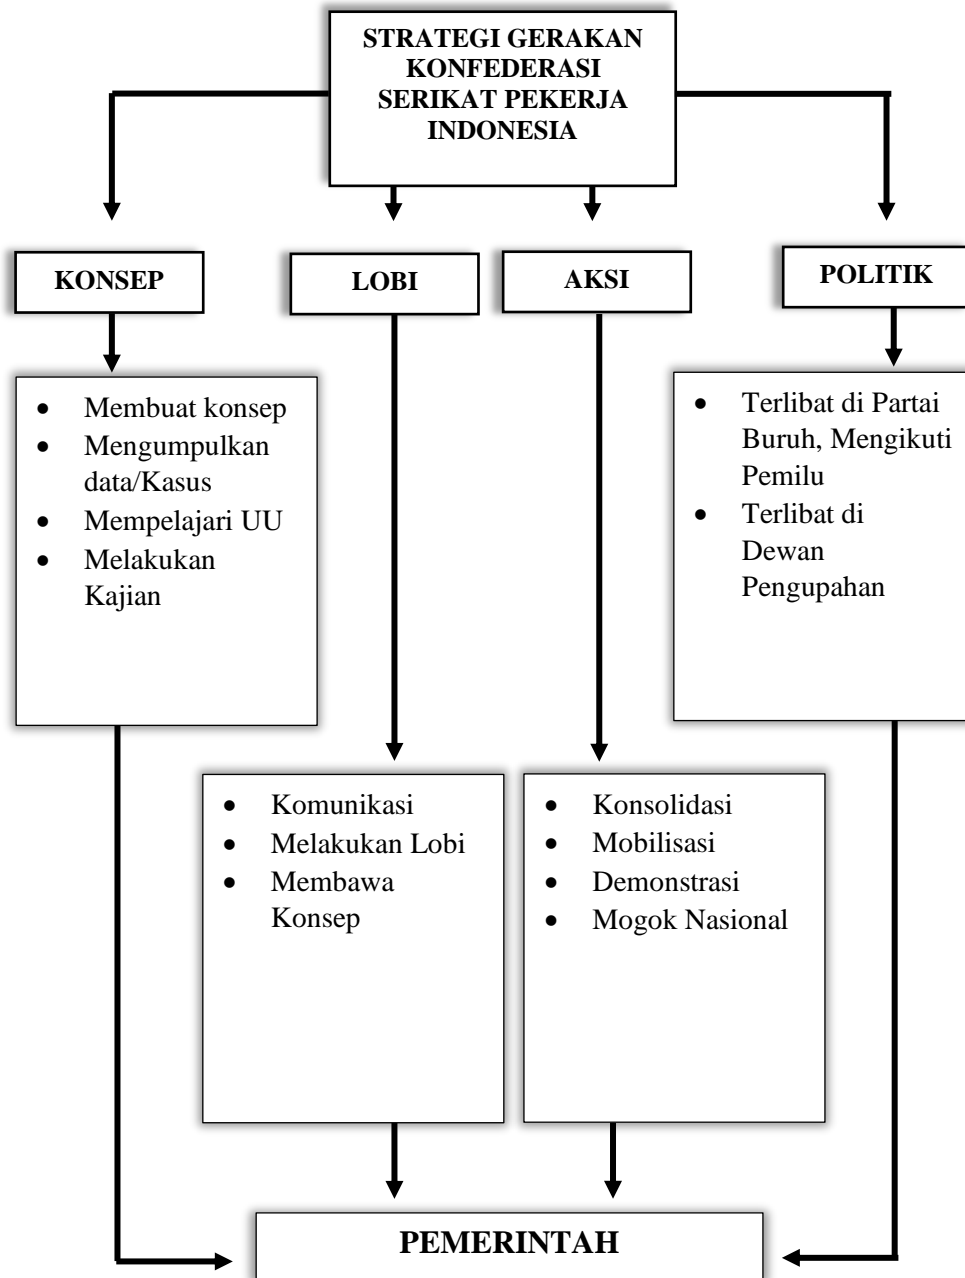 STRATEGI GERAKAN
KONFEDERASI
SERIKAT PEKERJA
INDONESIA
KONSEP
LOBI
AKSI
POLITIK
• Membuat konsep
• Mengumpulkan
data/Kasus
• Mempelajari UU
• Melakukan
Kajian
• Terlibat di Partai
Buruh, Mengikuti
Pemilu
• Terlibat di
Dewan
Pengupahan
• Komunikasi
• Melakukan Lobi
• Membawa
Konsep
• Konsolidasi
• Mobilisasi
• Demonstrasi
• Mogok Nasional
PEMERINTAH